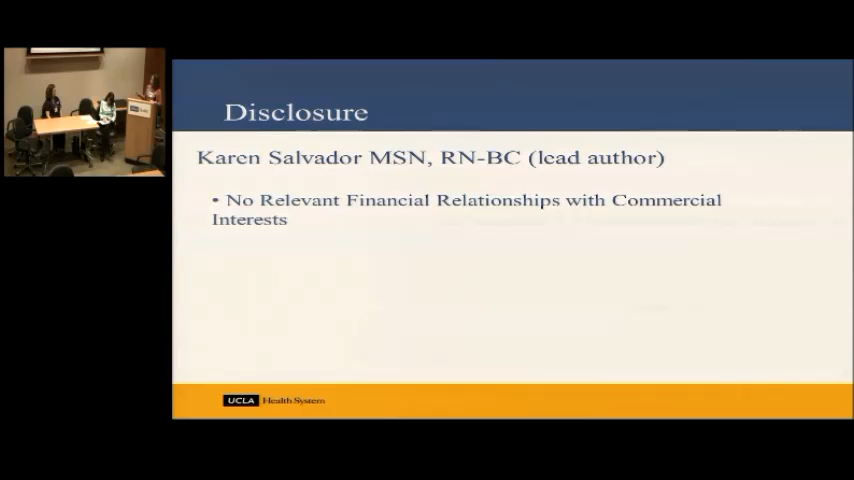 Disclosure
Karen Salvador MSN, RN-BC (lead author)
• No Relevant Financial Relationships with Commercial
Interests
UCLA Health System